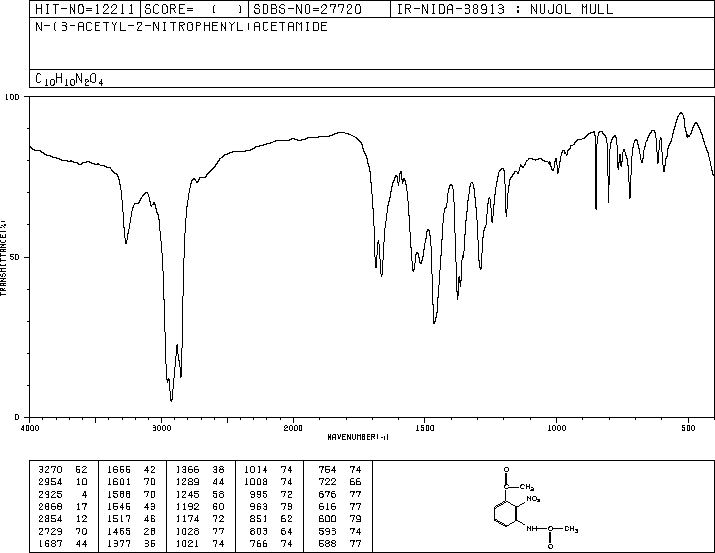 HIT-NO=12211 SCORE= ( ) SDBS-NO=27720 IR-NIDA-38913 : NUJOL MULL
N-(3-ACETYL-2-NITROPHENYL)ACETAMIDE
C10H10N2O4
100
50
0
TRANSMITTANCE(%)
4000 3000 2000 1500 1000 500
WAVENUMBER(-1)
3270 52 1666 42 1366 38 1014 74 754 74
2954 10 1601 70 1289 44 1008 74 722 66
2925 4 1588 70 1245 58 995 72 676 77
2868 17 1546 43 1192 60 963 79 616 77
2854 12 1517 46 1174 72 851 62 600 79
2729 70 1465 28 1028 77 803 64 593 74
1687 44 1377 36 1021 74 766 74 588 77
O
C—CH3
NO2
NH—C—CH3
O